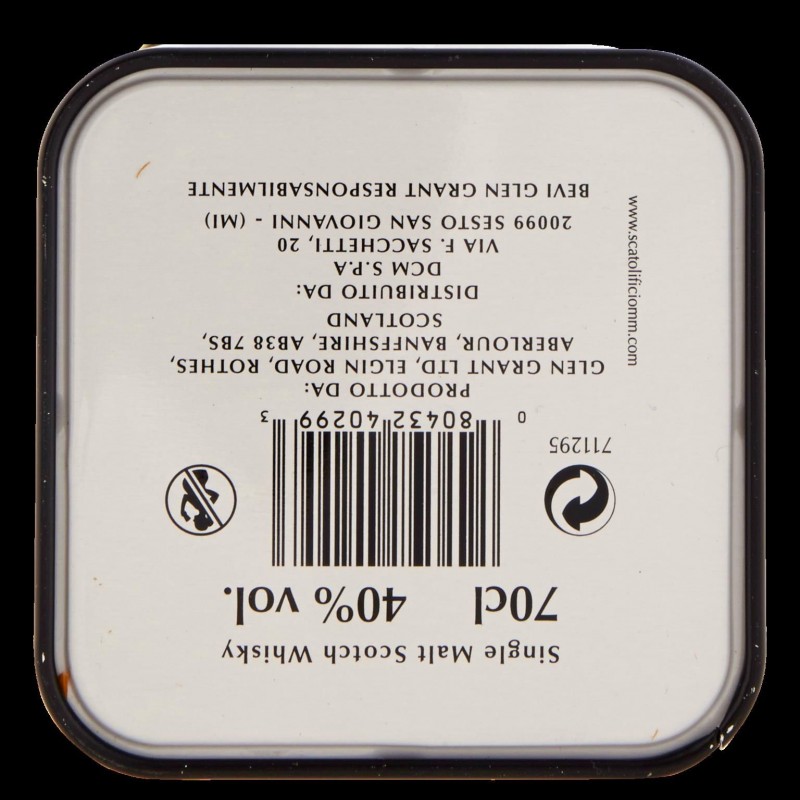 Single Malt Scotch Whisky
70cl 40% vol.
711295
0 80432 40299 3
PRODOTTO DA:
GLEN GRANT LTD, ELGIN ROAD, ROTHES,
ABERLOUR, BANFFSHIRE, AB38 7BS,
SCOTLAND
DISTRIBUITO DA:
DCM S.P.A
VIA F. SACCHETTI, 20
20099 SESTO SAN GIOVANNI - (MI)
BEVI GLEN GRANT RESPONSABILMENTE
www.scatolificiomm.com